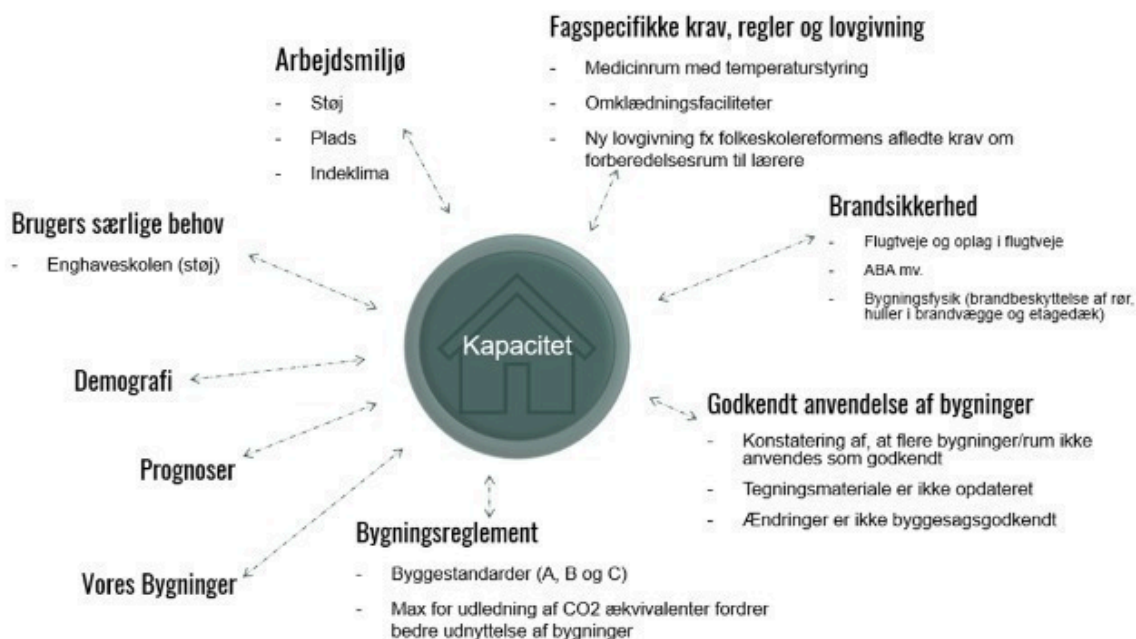 Fagspecifikke krav, regler og lovgivning
- Medicinrum med temperaturstyring
- Omklædningsfaciliteter
- Ny lovgivning fx folkeskolereformens afledte krav om
forberedelsesrum til lærere
Arbejdsmiljø
- Støj
- Plads
- Indeklima
Brugers særlige behov
- Enghaveskolen (støj)
Brandsikkerhed
- Flugtveje og oplag i flugtveje
- ABA mv.
- Bygningsfysik (brandbeskyttelse af rør,
huller i brandvægge og etagedæk)
Kapacitet
Demografi
Godkendt anvendelse af bygninger
- Konstatering af, at flere bygninger/rum ikke
anvendes som godkendt
- Tegningsmateriale er ikke opdateret
- Ændringer er ikke byggesagsgodkendt
Prognoser
Bygningsreglement
- Byggestandarder (A, B og C)
- Max for udledning af CO2 ækvivalenter fordrer
bedre udnyttelse af bygninger
Vores Bygninger